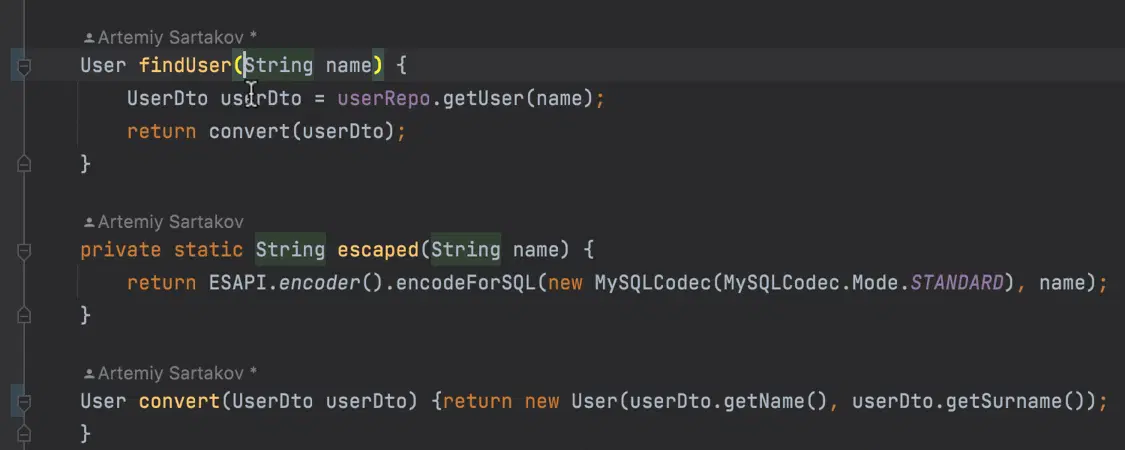 Artemiy Sartakov *
User findUser(String name) {
UserDto userDto = userRepo.getUser(name);
return convert(userDto);
}
Artemiy Sartakov
private static String escaped(String name) {
return ESAPI.encoder().encodeForSQL(new MySQLCodec(MySQLCodec.Mode.STANDARD), name);
}
Artemiy Sartakov *
User convert(UserDto userDto) {return new User(userDto.getName(), userDto.getSurname());
}